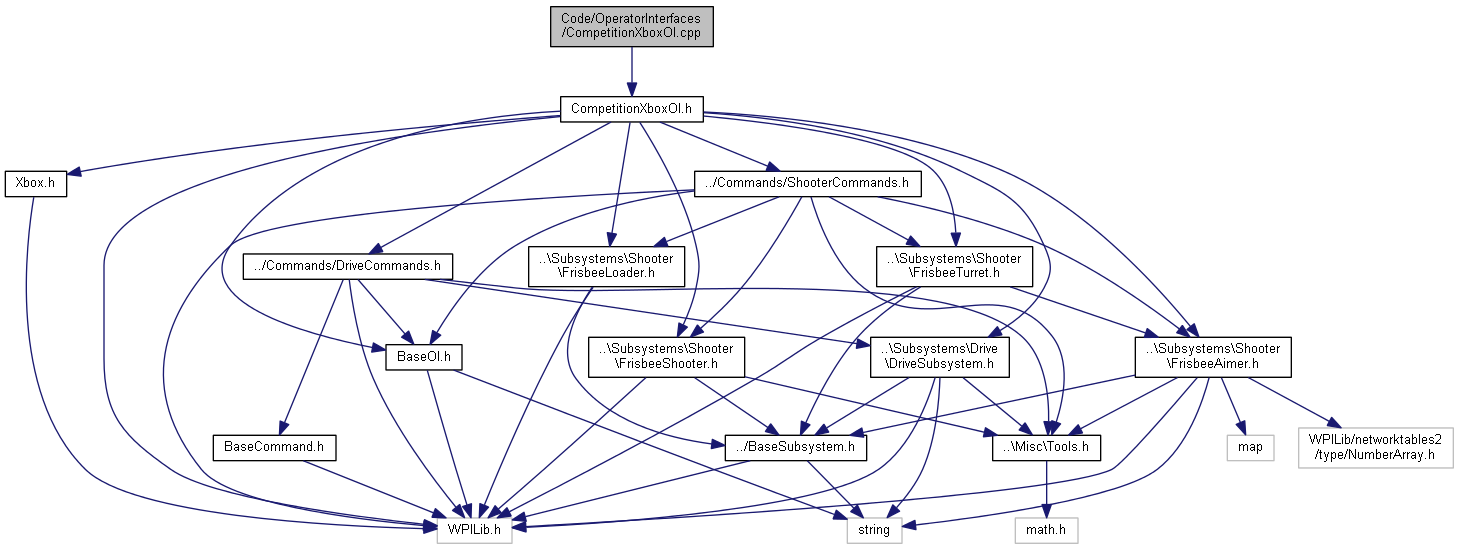 Code/OperatorInterfaces
/CompetitionXboxOI.cpp
CompetitionXboxOI.h
Xbox.h
../Commands/ShooterCommands.h
../Commands/DriveCommands.h
..\Subsystems\Shooter
\FrisbeeLoader.h
..\Subsystems\Shooter
\FrisbeeTurret.h
BaseOI.h
..\Subsystems\Shooter
\FrisbeeShooter.h
..\Subsystems\Drive
\DriveSubsystem.h
..\Subsystems\Shooter
\FrisbeeAimer.h
BaseCommand.h
../BaseSubsystem.h
..\Misc\Tools.h
map
WPILib/networktables2
/type/NumberArray.h
WPILib.h
string
math.h